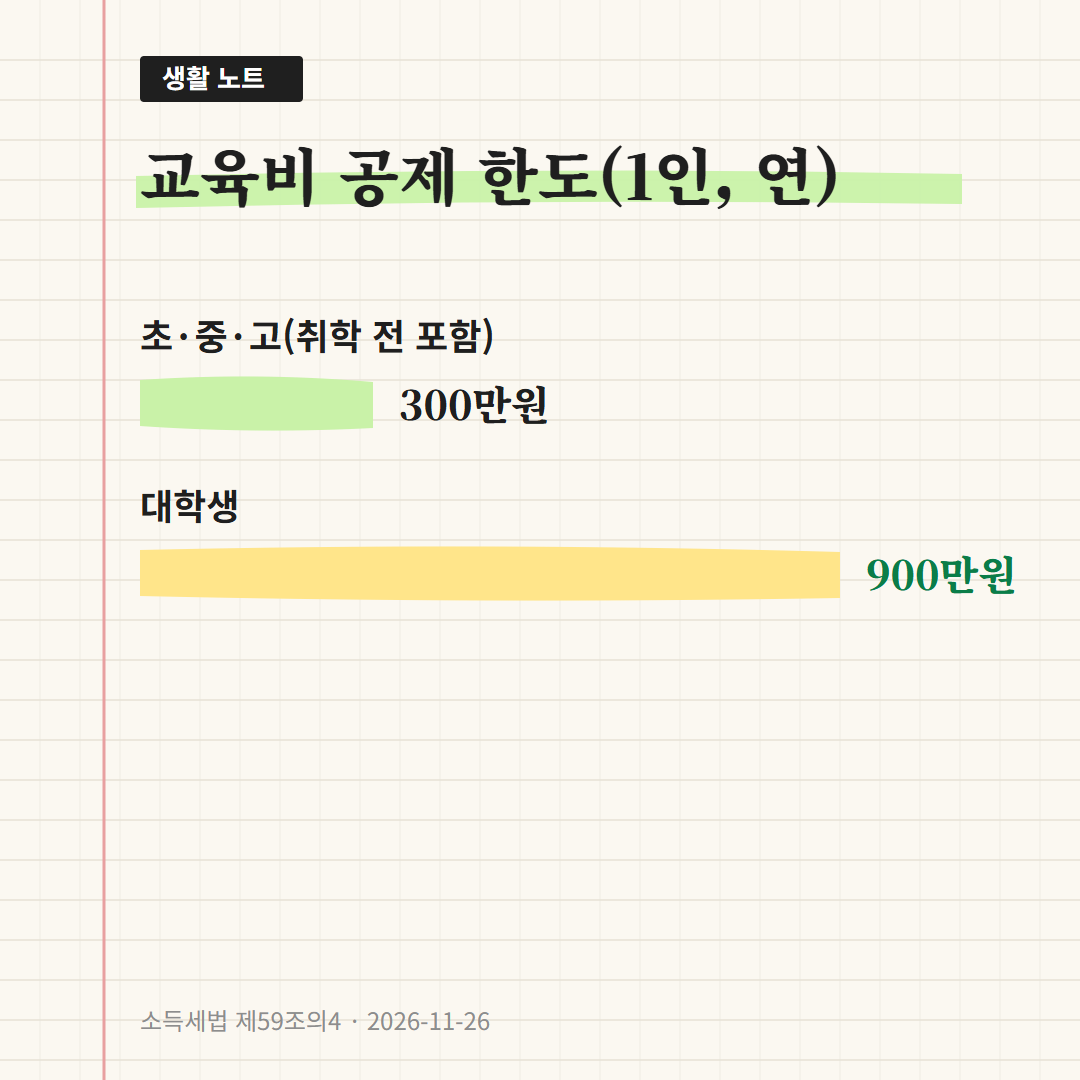 생활 노트
교육비 공제 한도(1인, 연)
초·중·고(취학 전 포함)
300만원
대학생
900만원
소득세법 제59조의4 · 2026-11-26